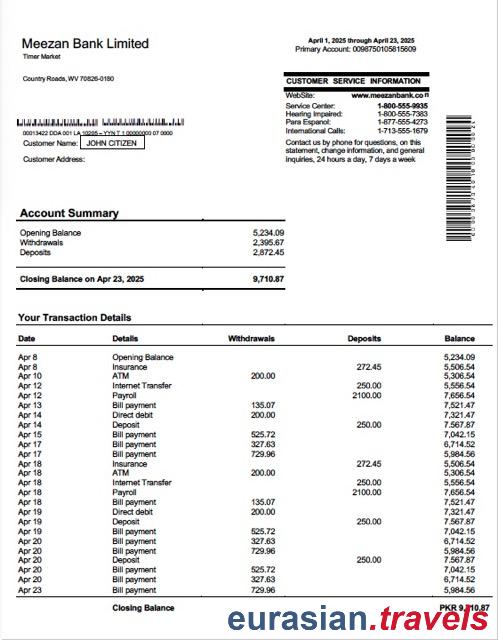 Meezan Bank Limited
Timer Market
Country Roads, WV 70826-0180
April 1, 2025 through April 23, 2025
Primary Account: 0098750105815609
CUSTOMER SERVICE INFORMATION
WebSite: www.meezanbank.co
Service Center: 1-800-555-9935
Hearing Impaired: 1-800-555-7383
Para Espanol: 1-877-555-4273
International Calls: 1-713-555-1679
Contact us by phone for questions, on this
statement, change information, and general
inquiries, 24 hours a day, 7 days a week
00013422 DDA 001 LA 10205 - YYN T 1 00000000 07 0000
Customer Name: JOHN CITIZEN
Customer Address:
Account Summary
Opening Balance 5,234.09
Withdrawals 2,395.67
Deposits 2,872.45
Closing Balance on Apr 23, 2025 9,710.87
Your Transaction Details
Date Details Withdrawals Deposits Balance
Apr 8 Opening Balance 5,234.09
Apr 8 Insurance 272.45 5,506.54
Apr 10 ATM 200.00 5,306.54
Apr 12 Internet Transfer 250.00 5,556.54
Apr 12 Payroll 2100.00 7,656.54
Apr 13 Bill payment 135.07 7,521.47
Apr 14 Direct debit 200.00 7,321.47
Apr 14 Deposit 250.00 7.567.87
Apr 15 Bill payment 525.72 7,042.15
Apr 17 Bill payment 327.63 6,714.52
Apr 17 Bill payment 729.96 5,984.56
Apr 18 Insurance 272.45 5,506.54
Apr 18 ATM 200.00 5,306.54
Apr 18 Internet Transfer 250.00 5,556.54
Apr 18 Payroll 2100.00 7,656.54
Apr 18 Bill payment 135.07 7,521.47
Apr 19 Direct debit 200.00 7,321.47
Apr 19 Deposit 250.00 7.567.87
Apr 19 Bill payment 525.72 7,042.15
Apr 20 Bill payment 327.63 6,714.52
Apr 20 Bill payment 729.96 5,984.56
Apr 20 Deposit 250.00 7.567.87
Apr 20 Bill payment 525.72 7,042.15
Apr 20 Bill payment 327.63 6,714.52
Apr 23 Bill payment 729.96 5,984.56
Closing Balance PKR 9,710.87
eurasian.travels